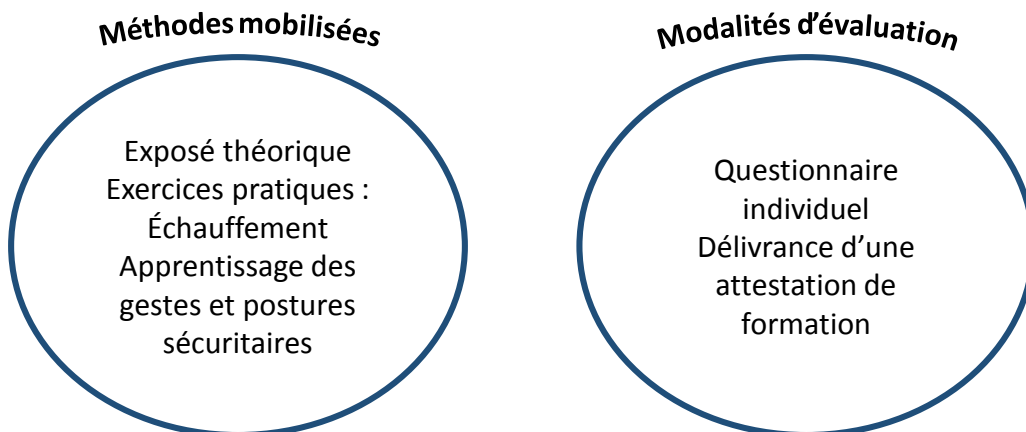 Méthodes mobilisées
Exposé théorique
Exercices pratiques :
Échauffement
Apprentissage des
gestes et postures
sécuritaires
Modalités d'évaluation
Questionnaire
individuel
Délivrance d'une
attestation de
formation